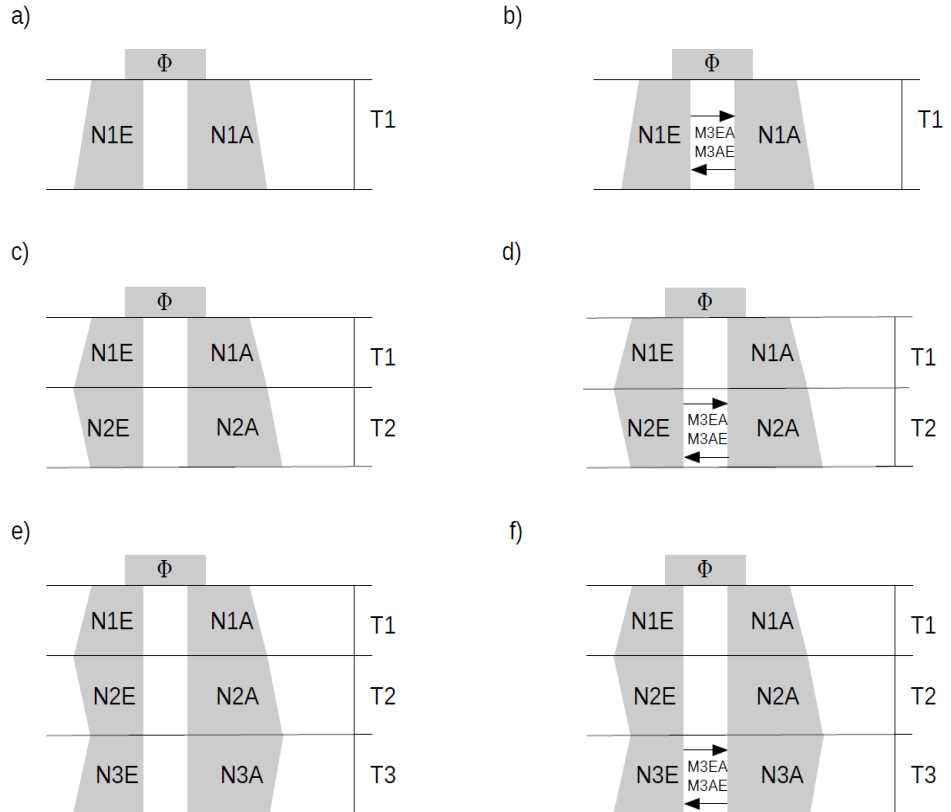 a)
b)
Φ
Φ
N1E N1A T1
N1E M3EA N1A T1
M3AE
c)
d)
Φ
Φ
N1E N1A T1
N1E N1A T1
N2E N2A T2
N2E M3EA N2A T2
M3AE
e)
f)
Φ
Φ
N1E N1A T1
N1E N1A T1
N2E N2A T2
N2E N2A T2
N3E N3A T3
N3E M3EA N3A T3
M3AE